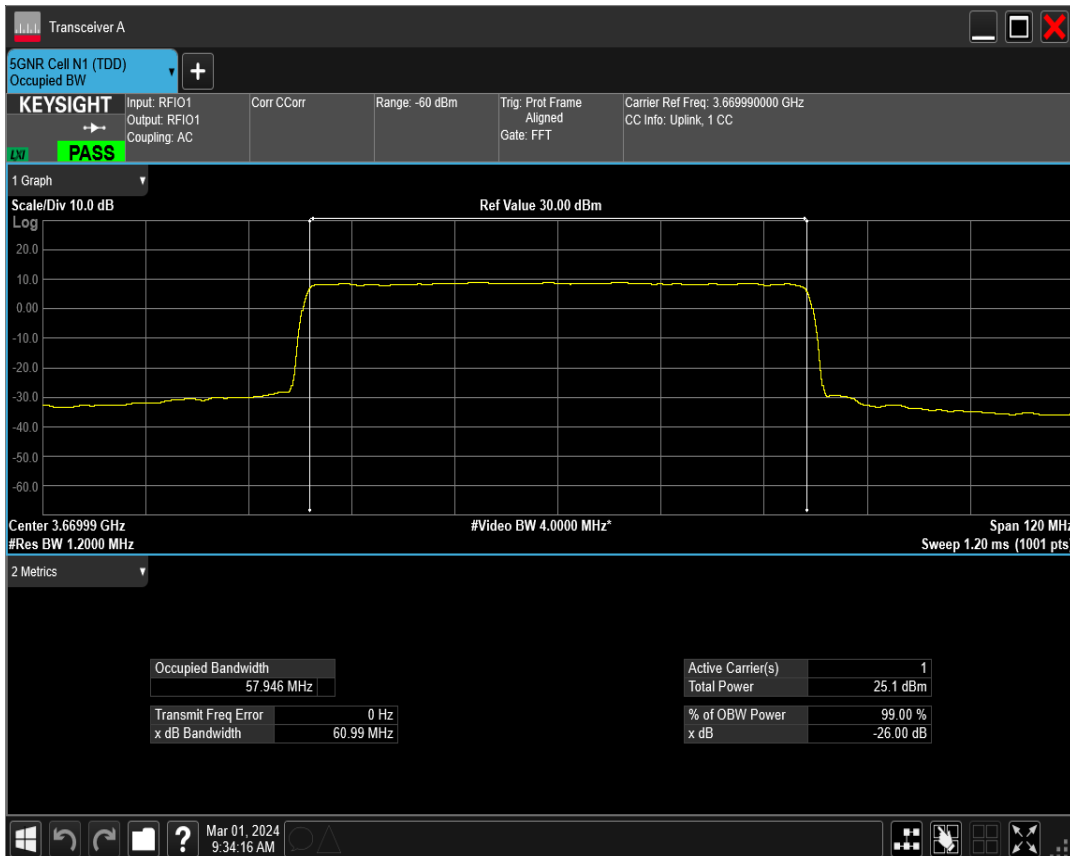 Transceiver A
5GNR Cell N1 (TDD)
Occupied BW
+
KEYSIGHT
LXI
PASS
Input: RFIO1
Output: RFIO1
Coupling: AC
Corr CCorr
Range: -60 dBm
Trig: Prot Frame
Aligned
Gate: FFT
Carrier Ref Freq: 3.669990000 GHz
CC Info: Uplink, 1 CC
1 Graph
Scale/Div 10.0 dB
Ref Value 30.00 dBm
Log
20.0
10.0
0.00
-10.0
-20.0
-30.0
-40.0
-50.0
-60.0
Center 3.66999 GHz
#Video BW 4.0000 MHz*
Span 120 MHz
#Res BW 1.2000 MHz
Sweep 1.20 ms (1001 pts)
2 Metrics
Occupied Bandwidth
57.946 MHz
Transmit Freq Error 0 Hz
x dB Bandwidth 60.99 MHz
Active Carrier(s) 1
Total Power 25.1 dBm
% of OBW Power 99.00 %
x dB -26.00 dB
?
Mar 01, 2024
9:34:16 AM